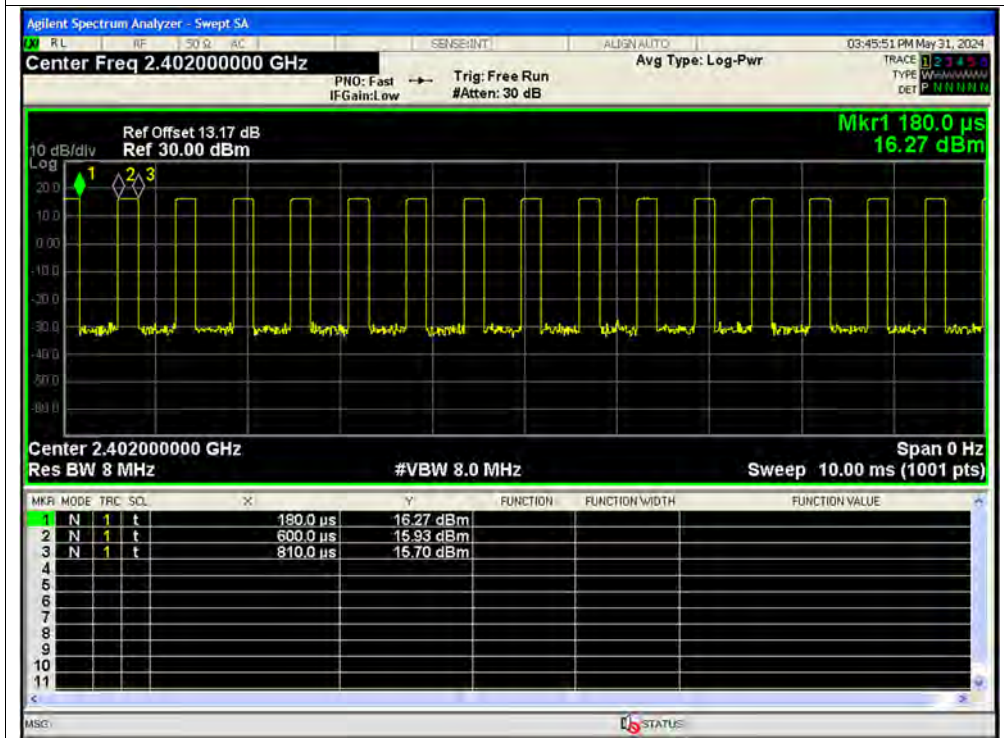 Agilent Spectrum Analyzer - Swept SA
RL RF 50 Ω AC SENSE:INT ALIGN AUTO 03:45:51 PM May 31, 2024
Center Freq 2.402000000 GHz Avg Type: Log-Pwr TRACE 1 2 3 4 5 6
PNO: Fast Trig: Free Run TYPE W
IFGain:Low #Atten: 30 dB DET P N N N N N
Mkr1 180.0 µs
Ref Offset 13.17 dB
10 dB/div Ref 30.00 dBm 16.27 dBm
Log
1 2 3
20.0
10.0
0.00
-10.0
-20.0
-30.0
-40.0
-50.0
-60.0
Center 2.402000000 GHz Span 0 Hz
Res BW 8 MHz #VBW 8.0 MHz Sweep 10.00 ms (1001 pts)
MKR MODE TRC SCL X Y FUNCTION FUNCTION WIDTH FUNCTION VALUE
1 N 1 t 180.0 µs 16.27 dBm
2 N 1 t 600.0 µs 15.93 dBm
3 N 1 t 810.0 µs 15.70 dBm
4
5
6
7
8
9
10
11
MSG STATUS